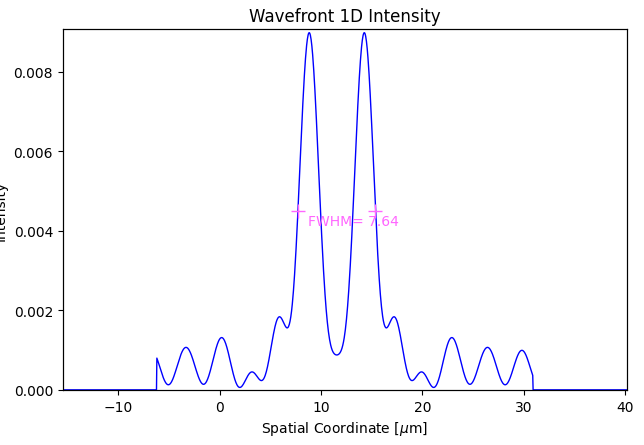 Wavefront 1D Intensity
Intensity
0.008
0.006
0.004
0.002
0.000
FWHM= 7.64
−10 0 10 20 30 40
Spatial Coordinate [μm]